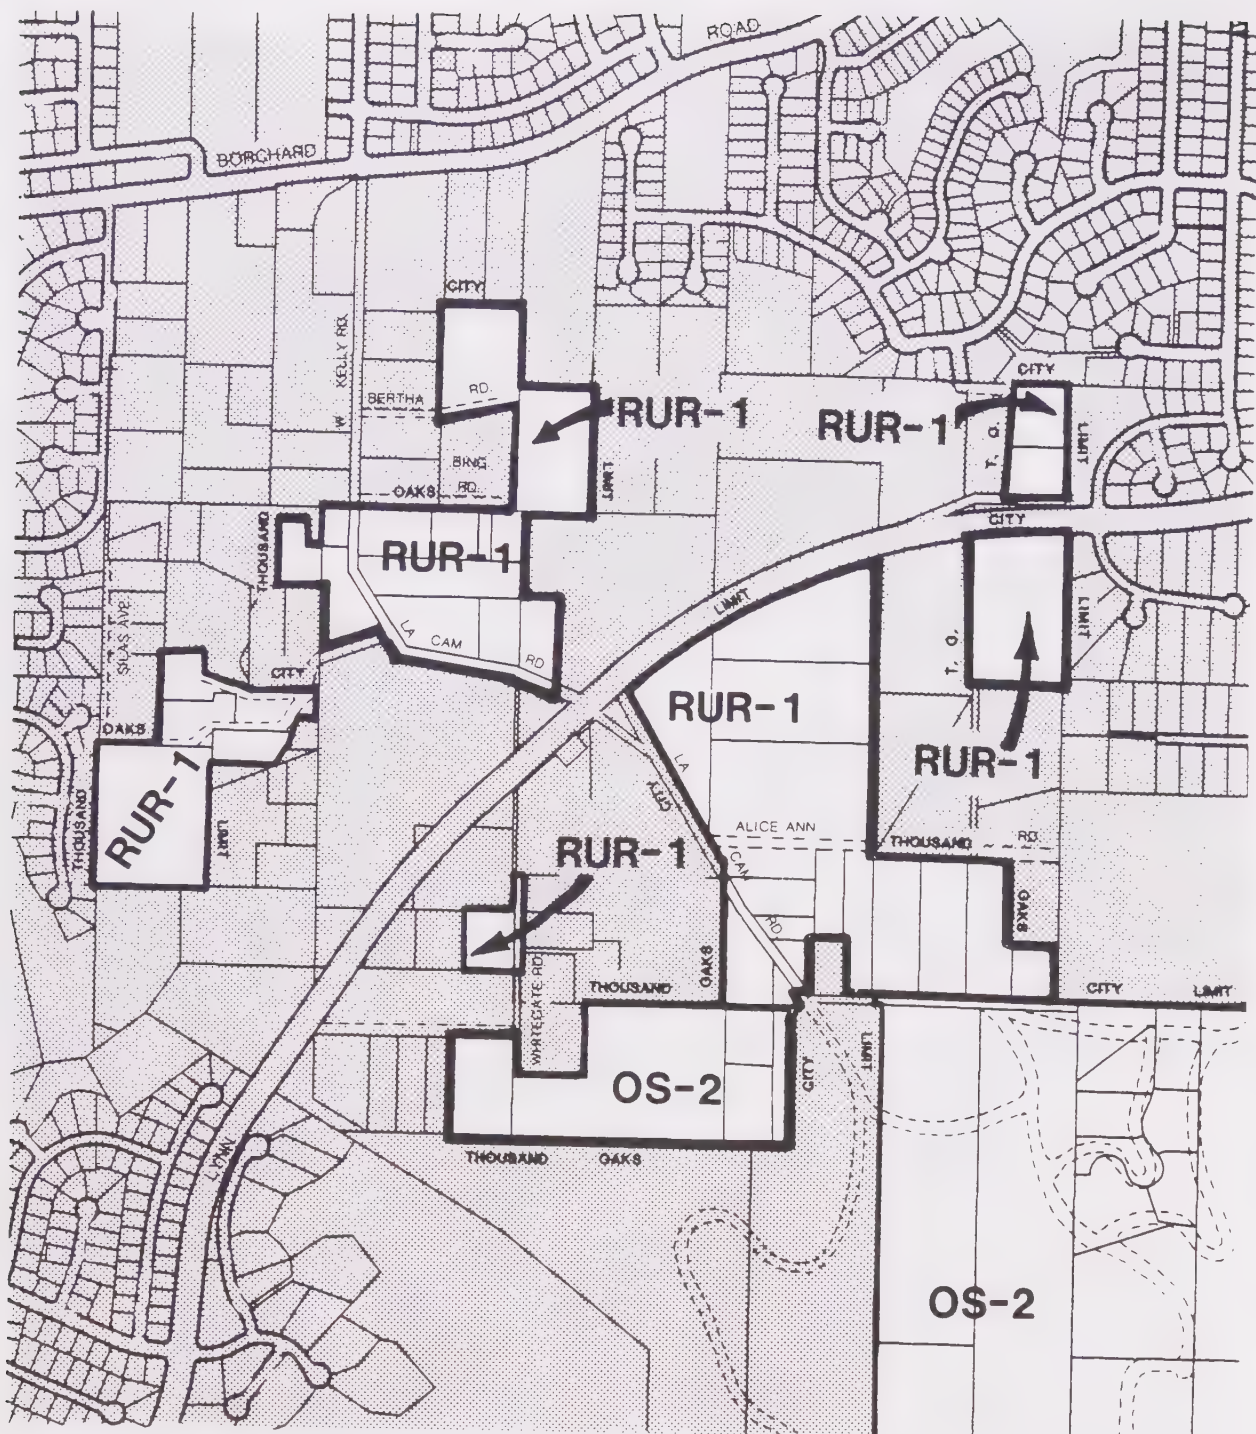 ROAD
BORCHARD
CITY
W KELLY RD.
BERTHA RD.
CITY
RUR-1
RUR-1
T. O.
LIMIT
BING RD.
OAKS
LIMIT
THOUSAND
CITY
RUR-1
LIMIT
LA CAM RD
SILAS AVE.
CITY
T. O.
LIMIT
RUR-1
OAKS
RUR-1
RUR-1
THOUSAND
LIMIT
LA CAM RD.
CITY
ALICE ANN RD.
THOUSAND
RUR-1
OAKS
OAKS
WHITEGATE RD.
THOUSAND
CITY LIMIT
CITY
LIMIT
OS-2
LYNN
THOUSAND OAKS
OS-2